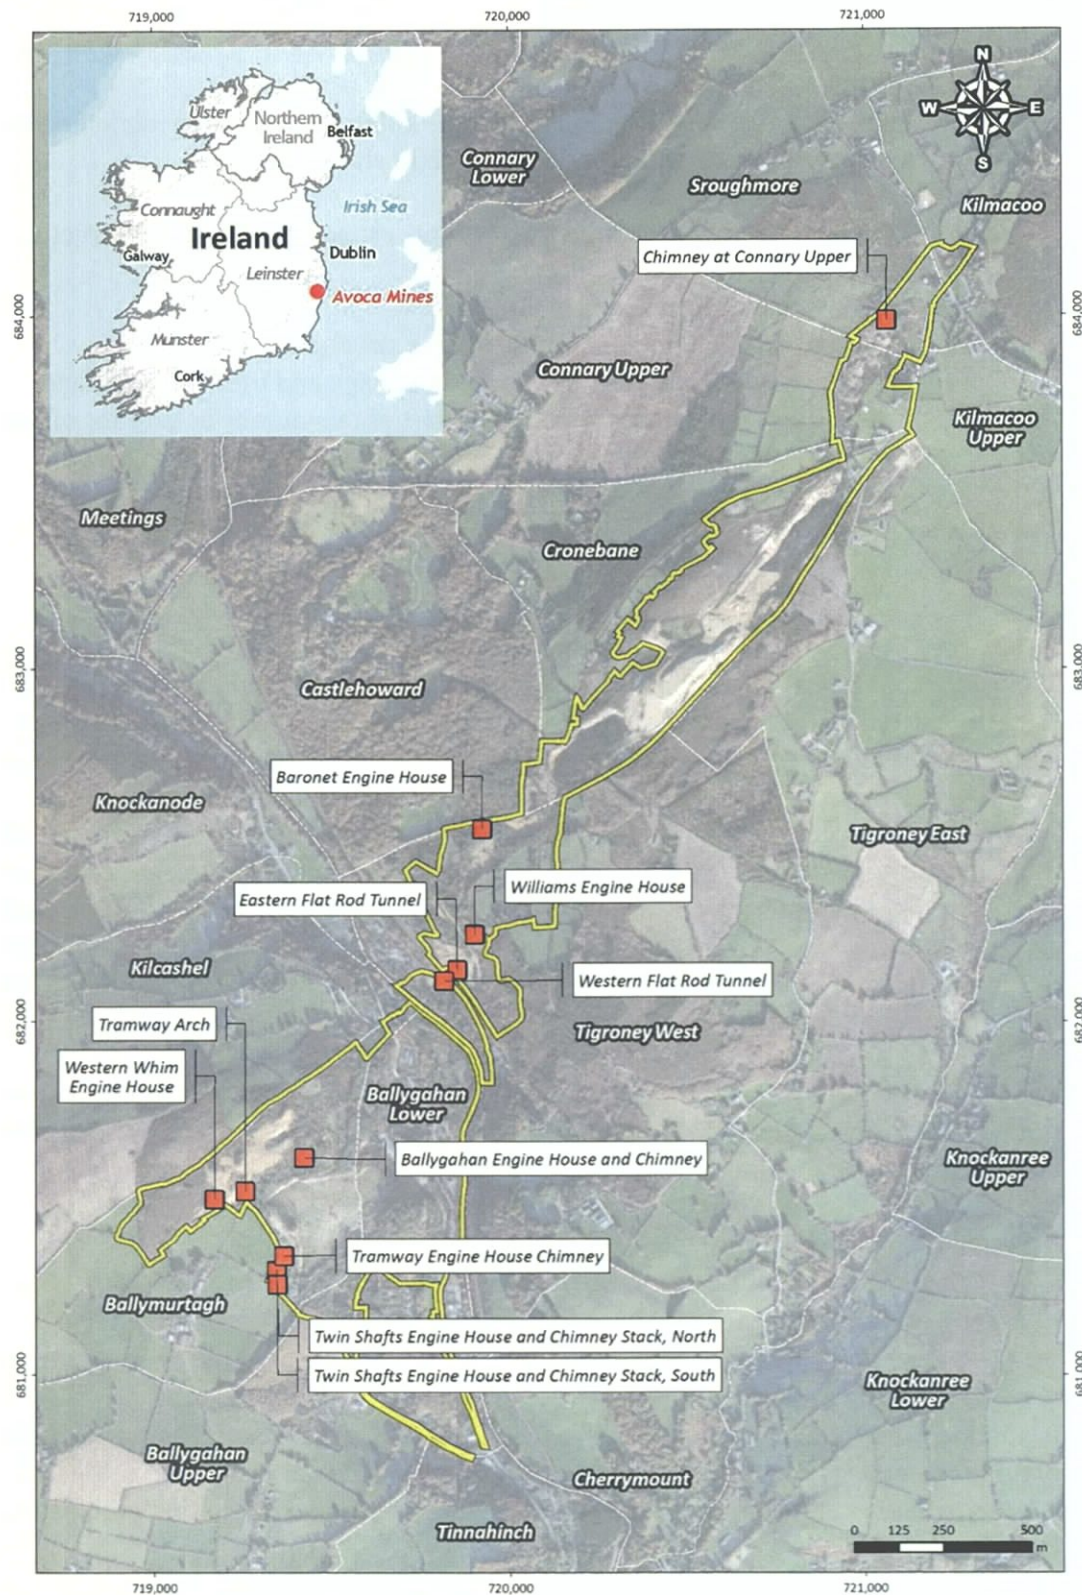 719,000
720,000
721,000
N
W
E
S
Ulster
Northern
Ireland
Belfast
Connaught
Irish Sea
Ireland
Galway
Dublin
Leinster
Avoca Mines
Munster
Cork
Connary
Lower
Sroughmore
Kilmacoo
Chimney at Connary Upper
684,000
684,000
Connary Upper
Kilmacoo
Upper
Meetings
Cronebane
683,000
683,000
Castlehoward
Baronet Engine House
Knockanode
Tigroney East
Williams Engine House
Eastern Flat Rod Tunnel
Kilcashel
Western Flat Rod Tunnel
682,000
682,000
Tramway Arch
Tigroney West
Western Whim
Engine House
Ballygahan
Lower
Ballygahan Engine House and Chimney
Knockanree
Upper
Tramway Engine House Chimney
Ballymurtagh
Twin Shafts Engine House and Chimney Stack, North
Twin Shafts Engine House and Chimney Stack, South
681,000
681,000
Knockanree
Lower
Ballygahan
Upper
Cherrymount
Tinnahinch
0 125 250 500
m
719,000
720,000
721,000